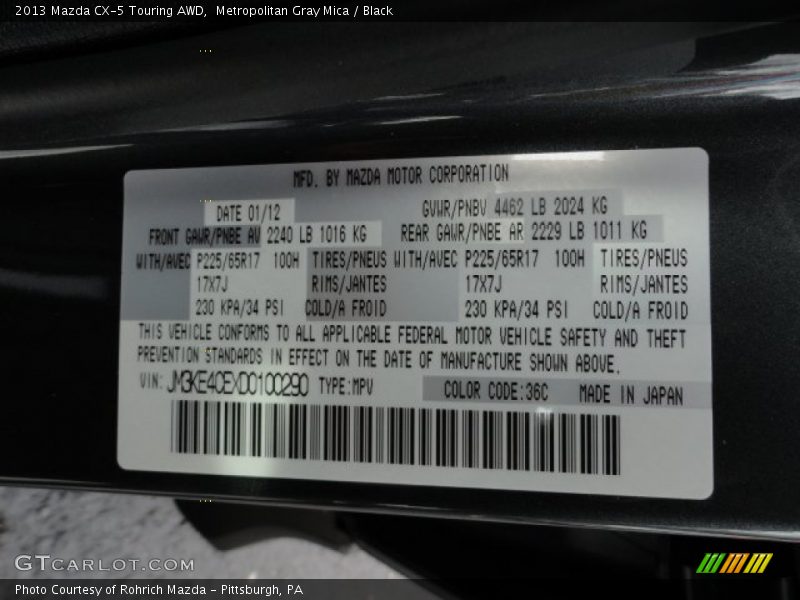 2013 Mazda CX-5 Touring AWD, Metropolitan Gray Mica / Black
MFD. BY MAZDA MOTOR CORPORATION
DATE 01/12 GVWR/PNBV 4462 LB 2024 KG
FRONT GAWR/PNBE AV 2240 LB 1016 KG REAR GAWR/PNBE AR 2229 LB 1011 KG
WITH/AVEC P225/65R17 100H TIRES/PNEUS WITH/AVEC P225/65R17 100H TIRES/PNEUS
17X7J RIMS/JANTES 17X7J RIMS/JANTES
230 KPA/34 PSI COLD/A FROID 230 KPA/34 PSI COLD/A FROID
THIS VEHICLE CONFORMS TO ALL APPLICABLE FEDERAL MOTOR VEHICLE SAFETY AND THEFT
PREVENTION STANDARDS IN EFFECT ON THE DATE OF MANUFACTURE SHOWN ABOVE.
VIN: JM3KE4CEXD0100290 TYPE:MPV COLOR CODE:36C MADE IN JAPAN
GTCARLOT.COM
Photo Courtesy of Rohrich Mazda - Pittsburgh, PA